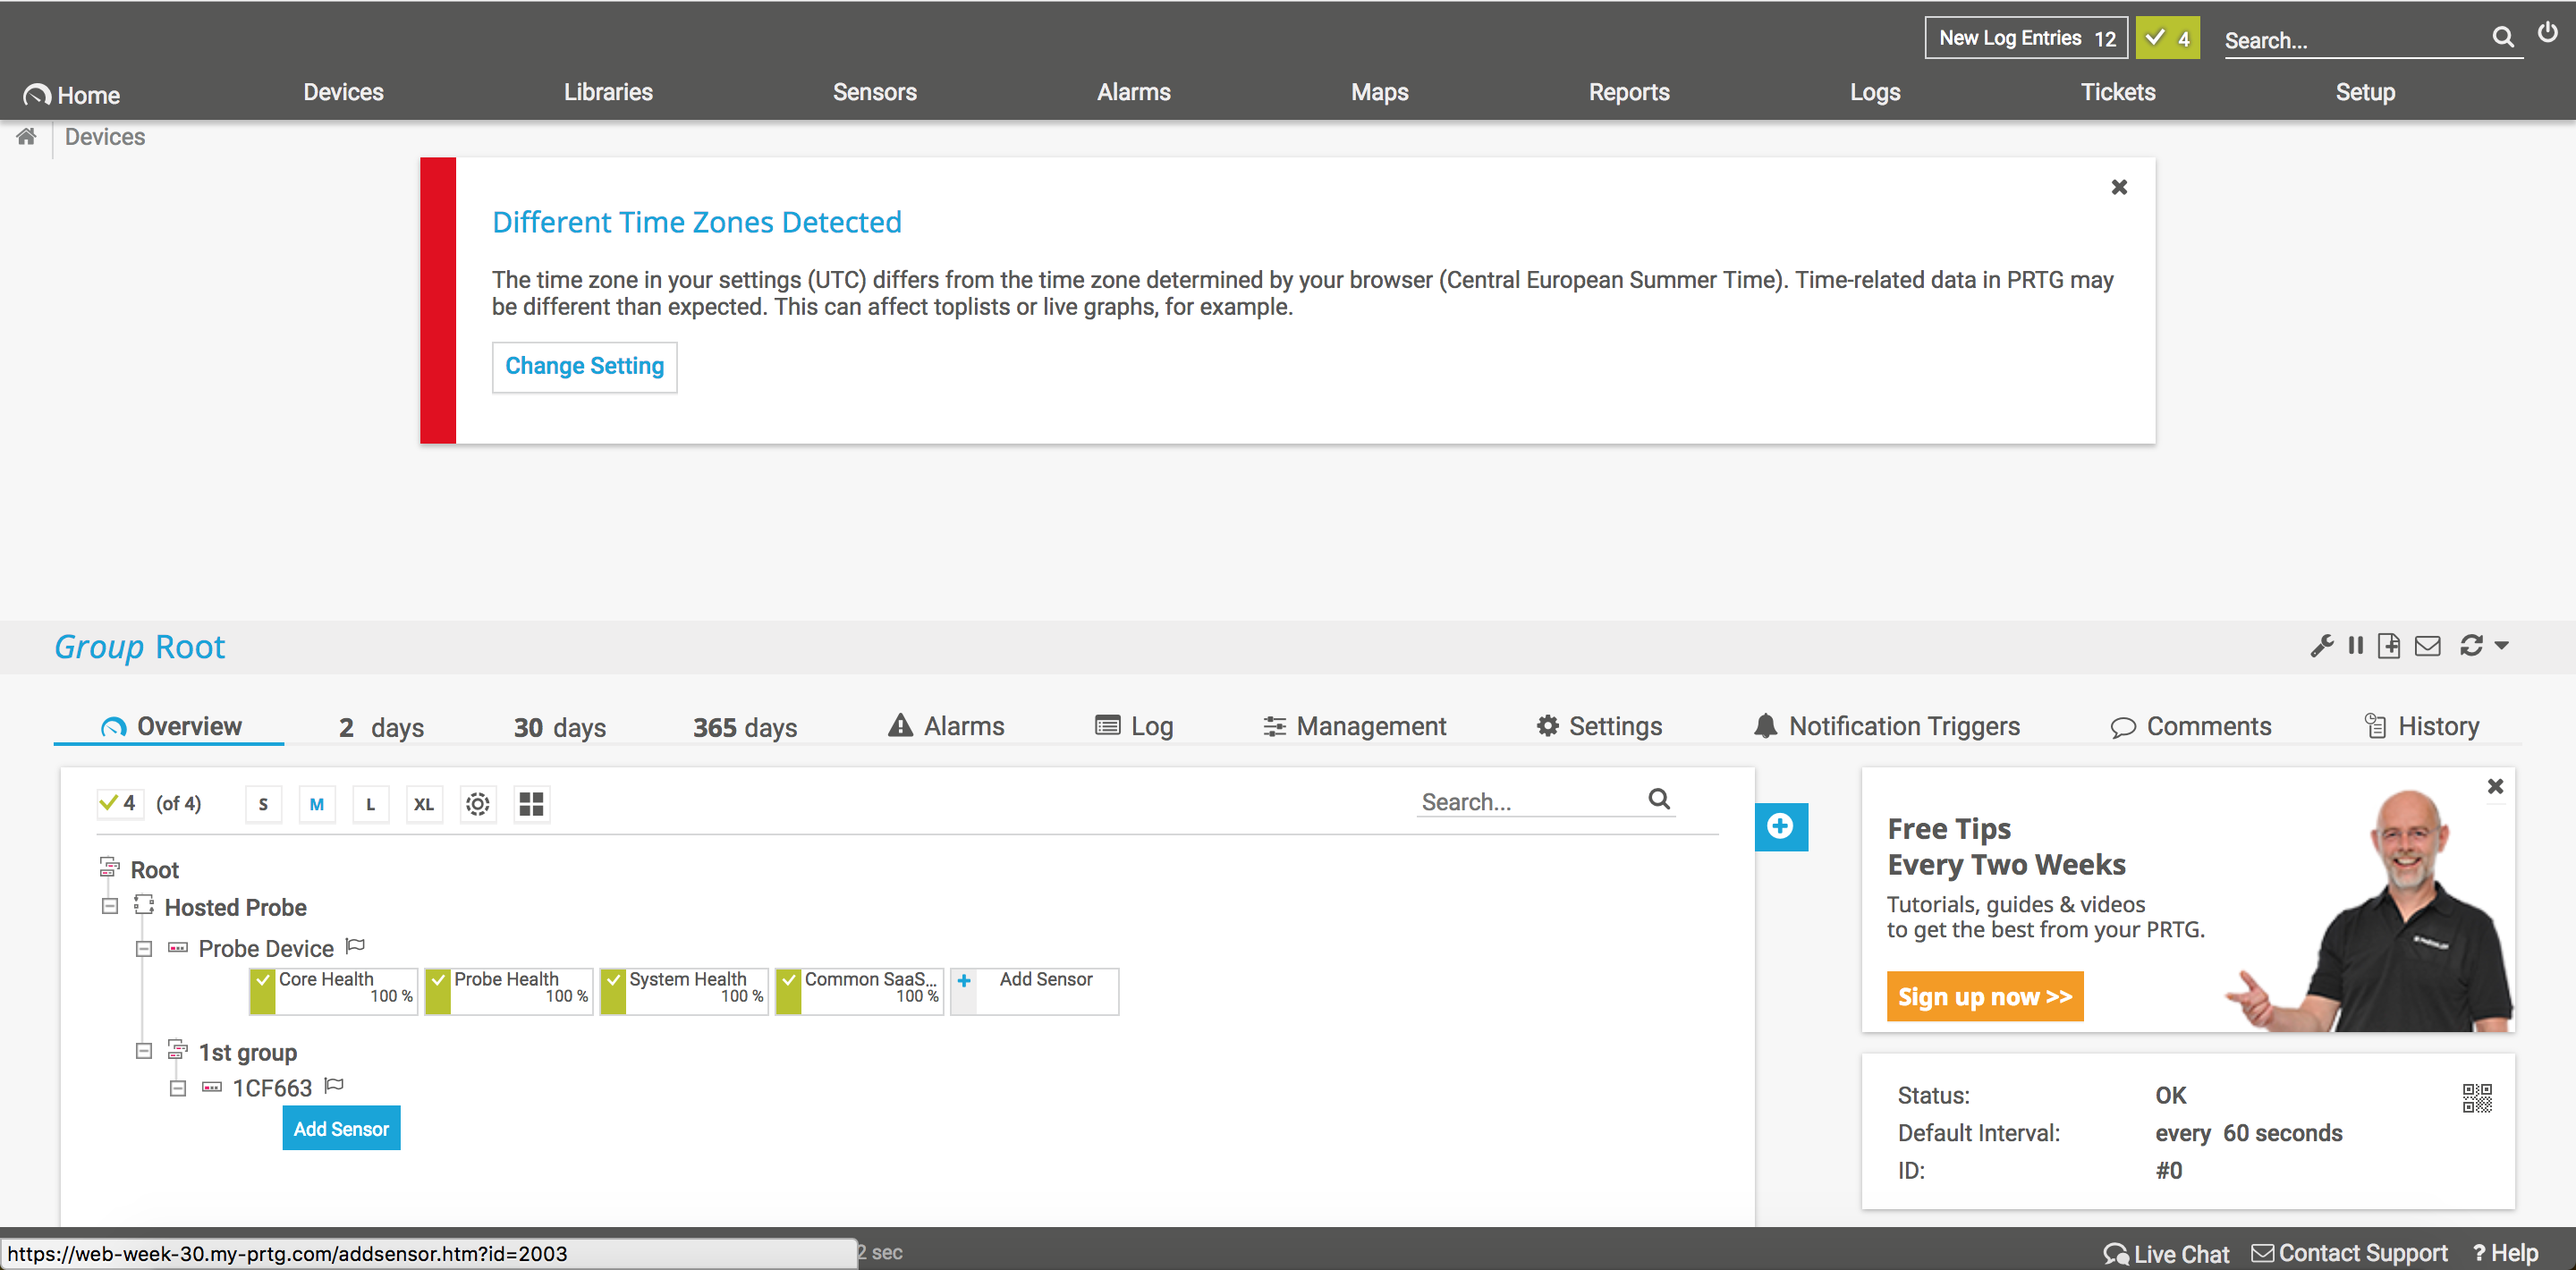 New Log Entries 12
4
Search...
Home Devices Libraries Sensors Alarms Maps Reports Logs Tickets Setup
Devices
Different Time Zones Detected
The time zone in your settings (UTC) differs from the time zone determined by your browser (Central European Summer Time). Time-related data in PRTG may
be different than expected. This can affect toplists or live graphs, for example.
Change Setting
Group Root
Overview 2 days 30 days 365 days Alarms Log Management Settings Notification Triggers Comments History
4 (of 4) S M L XL Search...
Root
Hosted Probe
Probe Device
Core Health
100 %
Probe Health
100 %
System Health
100 %
Common SaaS...
100 %
Add Sensor
1st group
1CF663
Add Sensor
Free Tips
Every Two Weeks
Tutorials, guides & videos
to get the best from your PRTG.
Sign up now >>
Status: OK
Default Interval: every 60 seconds
ID: #0
https://web-week-30.my-prtg.com/addsensor.htm?id=2003
2 sec
Live Chat Contact Support ? Help